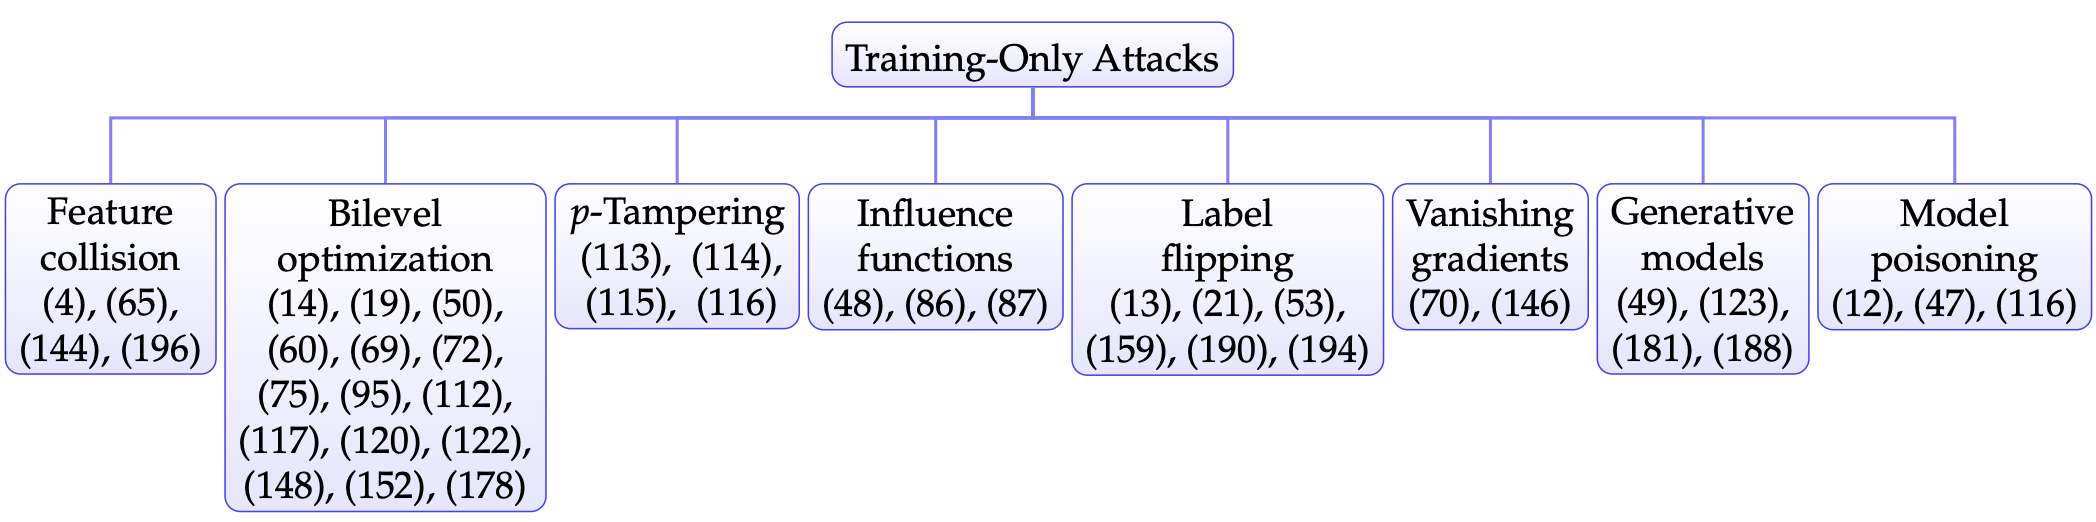 Training-Only Attacks
Feature
collision
(4), (65),
(144), (196)
Bilevel
optimization
(14), (19), (50),
(60), (69), (72),
(75), (95), (112),
(117), (120), (122),
(148), (152), (178)
p-Tampering
(113), (114),
(115), (116)
Influence
functions
(48), (86), (87)
Label
flipping
(13), (21), (53),
(159), (190), (194)
Vanishing
gradients
(70), (146)
Generative
models
(49), (123),
(181), (188)
Model
poisoning
(12), (47), (116)